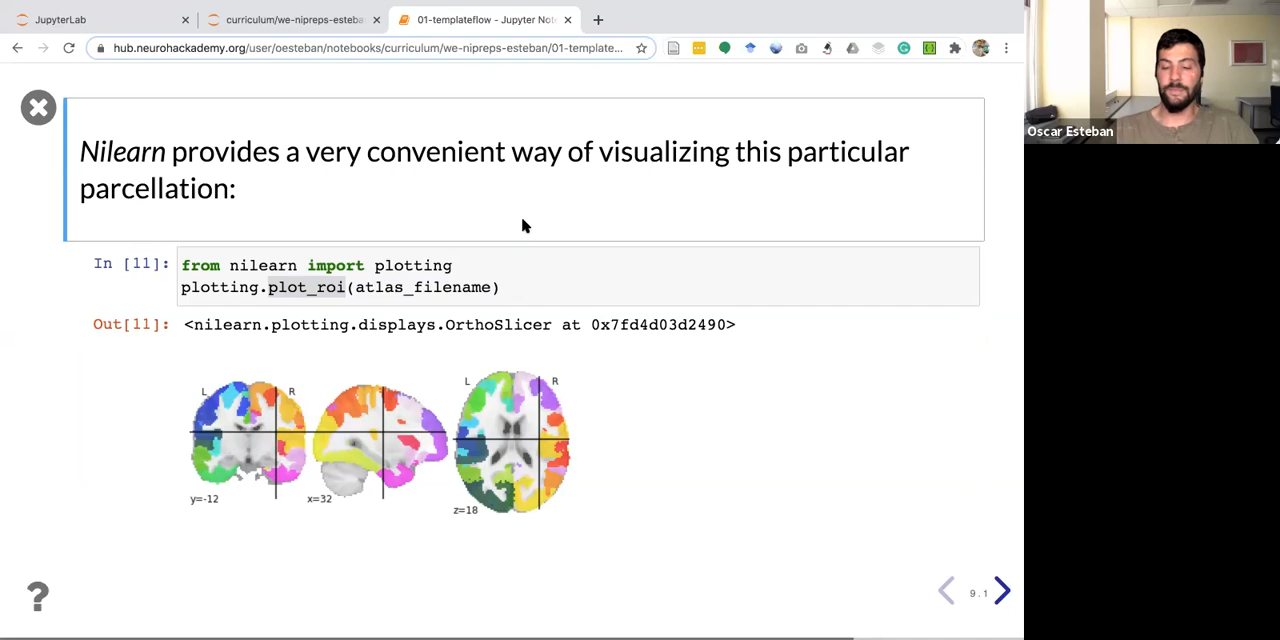 JupyterLab
curriculum/we-nipreps-esteba
01-templateflow - Jupyter Not
hub.neurohackademy.org/user/oesteban/notebooks/curriculum/we-nipreps-esteban/01-template...
Oscar Esteban
Nilearn provides a very convenient way of visualizing this particular
parcellation:
In [11]:
from nilearn import plotting
plotting.plot_roi(atlas_filename)
Out[11]:
<nilearn.plotting.displays.OrthoSlicer at 0x7fd4d03d2490>
L R
L R
y=-12
x=32
z=18
?
9.1